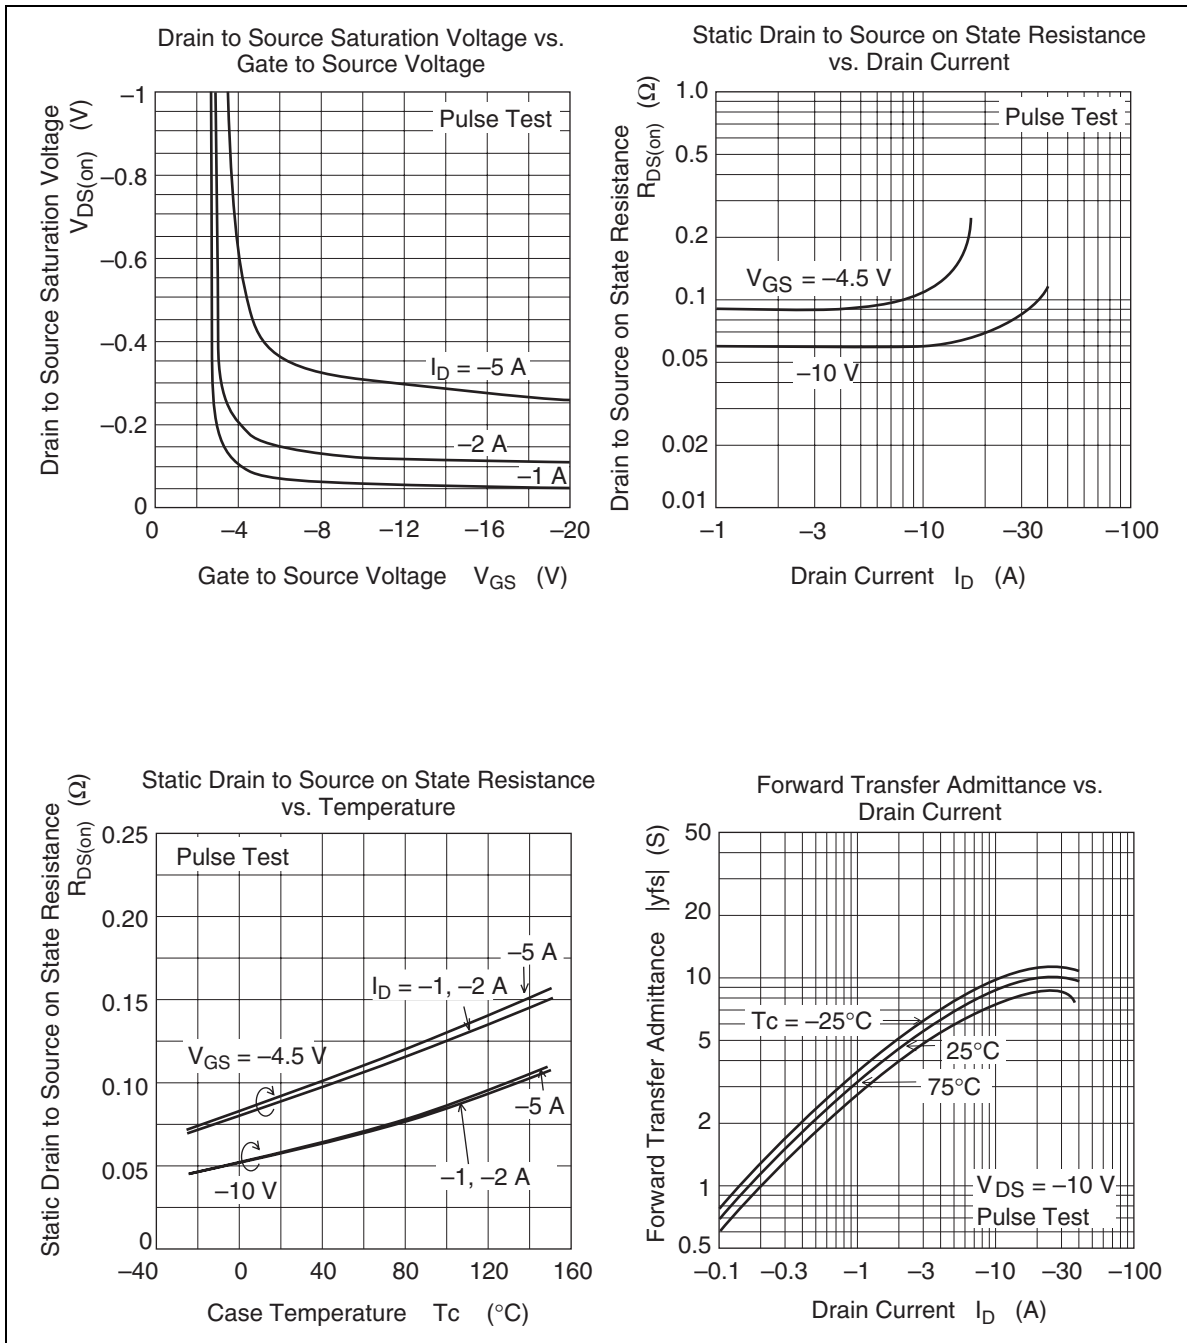 Drain to Source Saturation Voltage vs.
Gate to Source Voltage
Drain to Source Saturation Voltage
VDS(on) (V)
–1
–0.8
–0.6
–0.4
–0.2
0
Pulse Test
ID = –5 A
–2 A
–1 A
0 –4 –8 –12 –16 –20
Gate to Source Voltage VGS (V)
Static Drain to Source on State Resistance
vs. Drain Current
Drain to Source on State Resistance
RDS(on) (Ω)
1.0
0.5
0.2
0.1
0.05
0.02
0.01
Pulse Test
VGS = –4.5 V
–10 V
–1 –3 –10 –30 –100
Drain Current ID (A)
Static Drain to Source on State Resistance
vs. Temperature
Static Drain to Source on State Resistance
RDS(on) (Ω)
0.25
0.20
0.15
0.10
0.05
0
Pulse Test
–5 A
ID = –1, –2 A
VGS = –4.5 V
–5 A
–1, –2 A
–10 V
–40 0 40 80 120 160
Case Temperature Tc (°C)
Forward Transfer Admittance vs.
Drain Current
Forward Transfer Admittance |yfs| (S)
50
20
10
5
2
1
0.5
Tc = –25°C
25°C
75°C
VDS = –10 V
Pulse Test
–0.1 –0.3 –1 –3 –10 –30 –100
Drain Current ID (A)